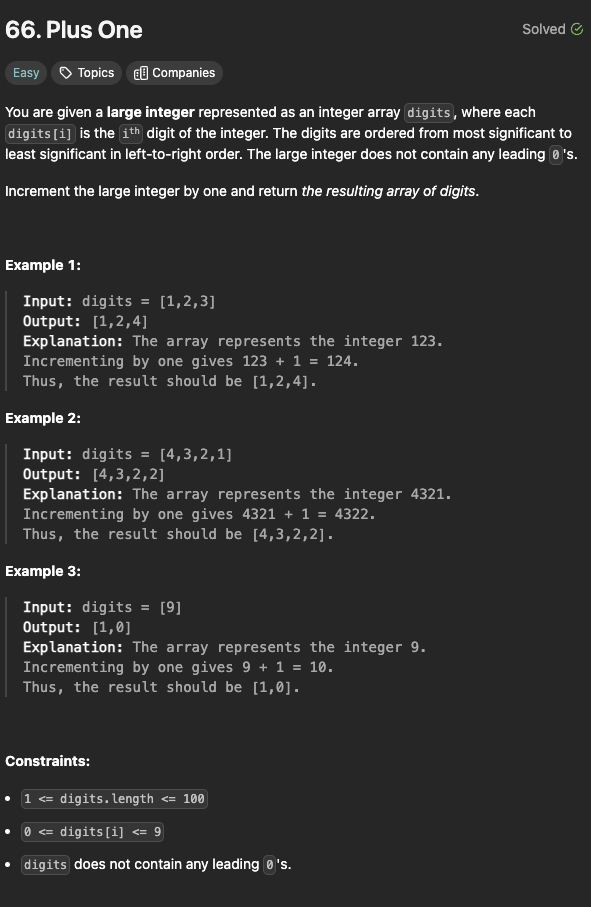 66. Plus One
Solved
Easy
Topics
Companies
You are given a large integer represented as an integer array digits, where each
digits[i] is the ith digit of the integer. The digits are ordered from most significant to
least significant in left-to-right order. The large integer does not contain any leading 0's.
Increment the large integer by one and return the resulting array of digits.
Example 1:
Input: digits = [1,2,3]
Output: [1,2,4]
Explanation: The array represents the integer 123.
Incrementing by one gives 123 + 1 = 124.
Thus, the result should be [1,2,4].
Example 2:
Input: digits = [4,3,2,1]
Output: [4,3,2,2]
Explanation: The array represents the integer 4321.
Incrementing by one gives 4321 + 1 = 4322.
Thus, the result should be [4,3,2,2].
Example 3:
Input: digits = [9]
Output: [1,0]
Explanation: The array represents the integer 9.
Incrementing by one gives 9 + 1 = 10.
Thus, the result should be [1,0].
Constraints:
• 1 <= digits.length <= 100
• 0 <= digits[i] <= 9
• digits does not contain any leading 0's.